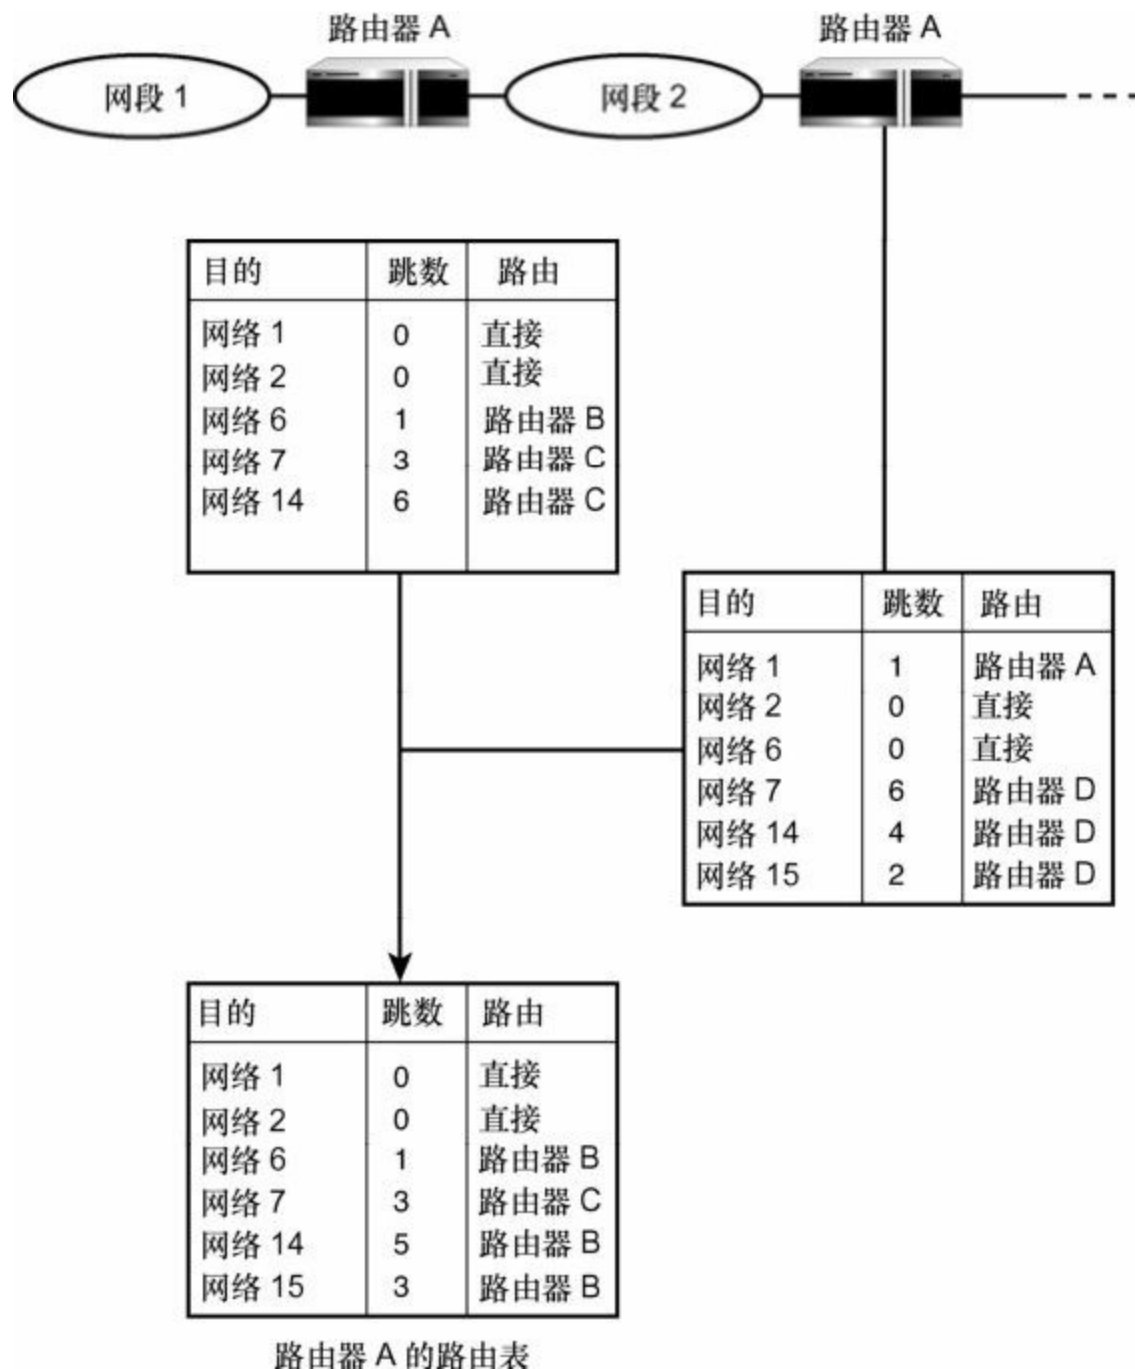 路由器 A
路由器 A
网段 1
网段 2
目的 跳数 路由
网络 1 0 直接
网络 2 0 直接
网络 6 1 路由器 B
网络 7 3 路由器 C
网络 14 6 路由器 C
目的 跳数 路由
网络 1 1 路由器 A
网络 2 0 直接
网络 6 0 直接
网络 7 6 路由器 D
网络 14 4 路由器 D
网络 15 2 路由器 D
目的 跳数 路由
网络 1 0 直接
网络 2 0 直接
网络 6 1 路由器 B
网络 7 3 路由器 C
网络 14 5 路由器 B
网络 15 3 路由器 B
路由器 A 的路由表